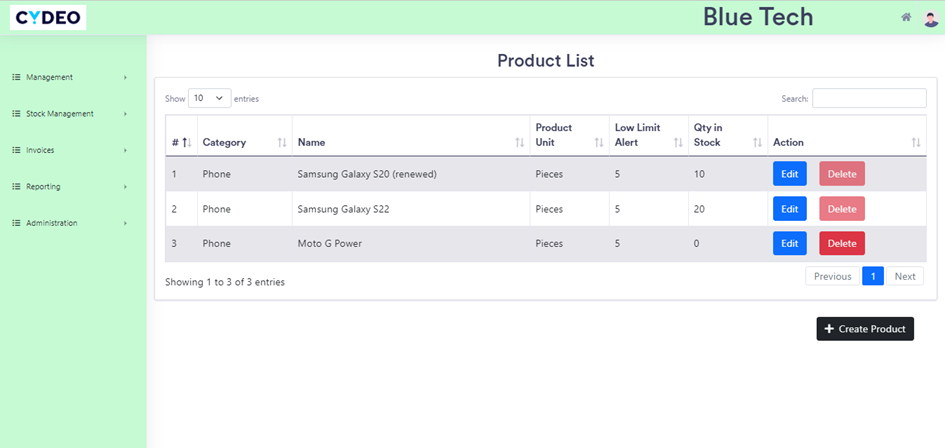 CYDEO
Blue Tech
Management
Stock Management
Invoices
Reporting
Administration
Product List
Show 10 entries
Search:
# Category Name Product Unit Low Limit Alert Qty in Stock Action
1 Phone Samsung Galaxy S20 (renewed) Pieces 5 10 Edit Delete
2 Phone Samsung Galaxy S22 Pieces 5 20 Edit Delete
3 Phone Moto G Power Pieces 5 0 Edit Delete
Showing 1 to 3 of 3 entries
Previous 1 Next
+ Create Product